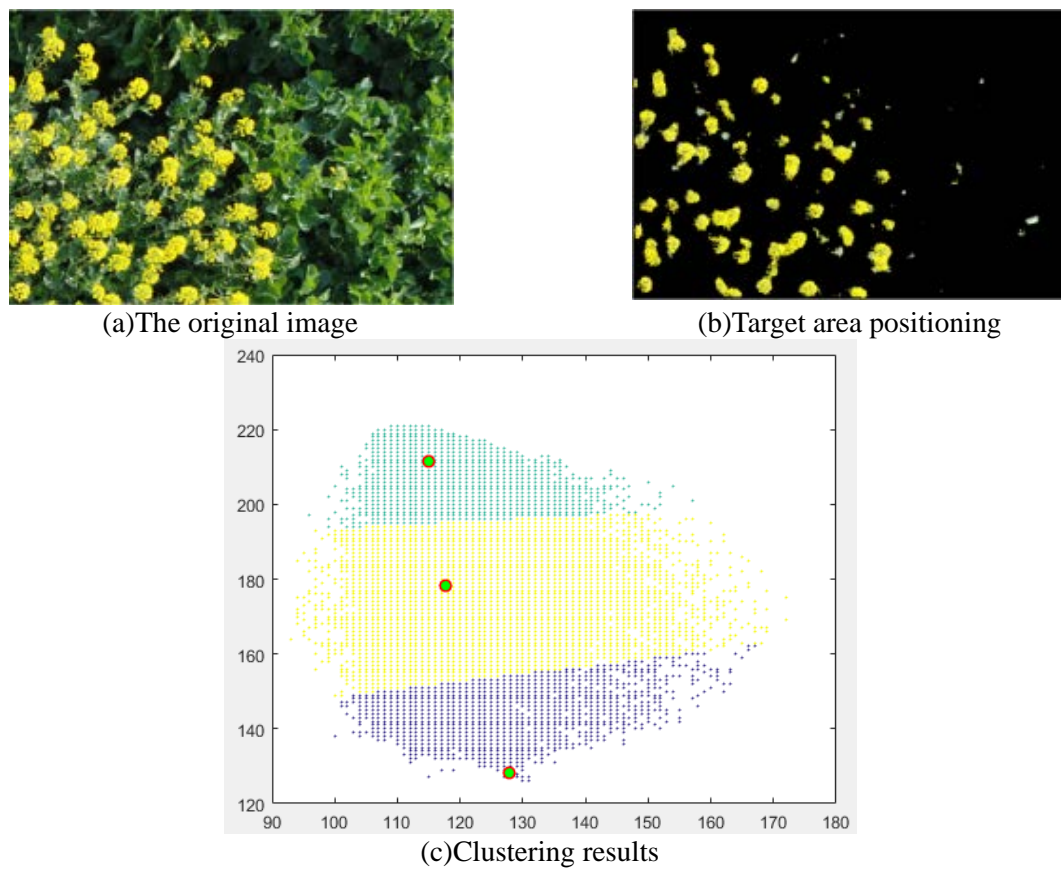 (a)The original image
(b)Target area positioning
240
220
200
180
160
140
120
90 100 110 120 130 140 150 160 170 180
(c)Clustering results